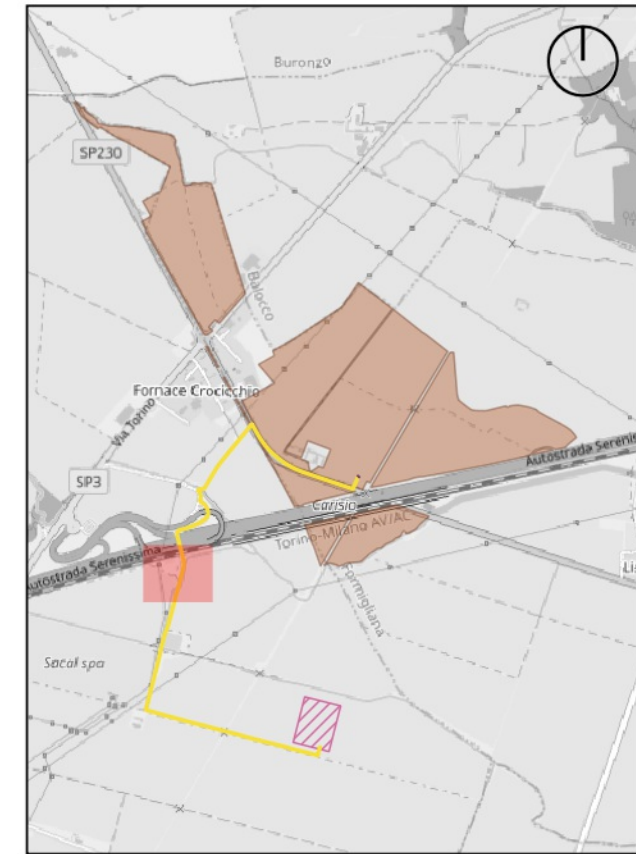 Buronzo
SP230
Balocco
Fornace Crocicchio
Via Torino
Autostrada Serenissima
SP3
Carisio
Torino-Milano AV/AC
Autostrada Serenissima
Formigliana
Sacal spa